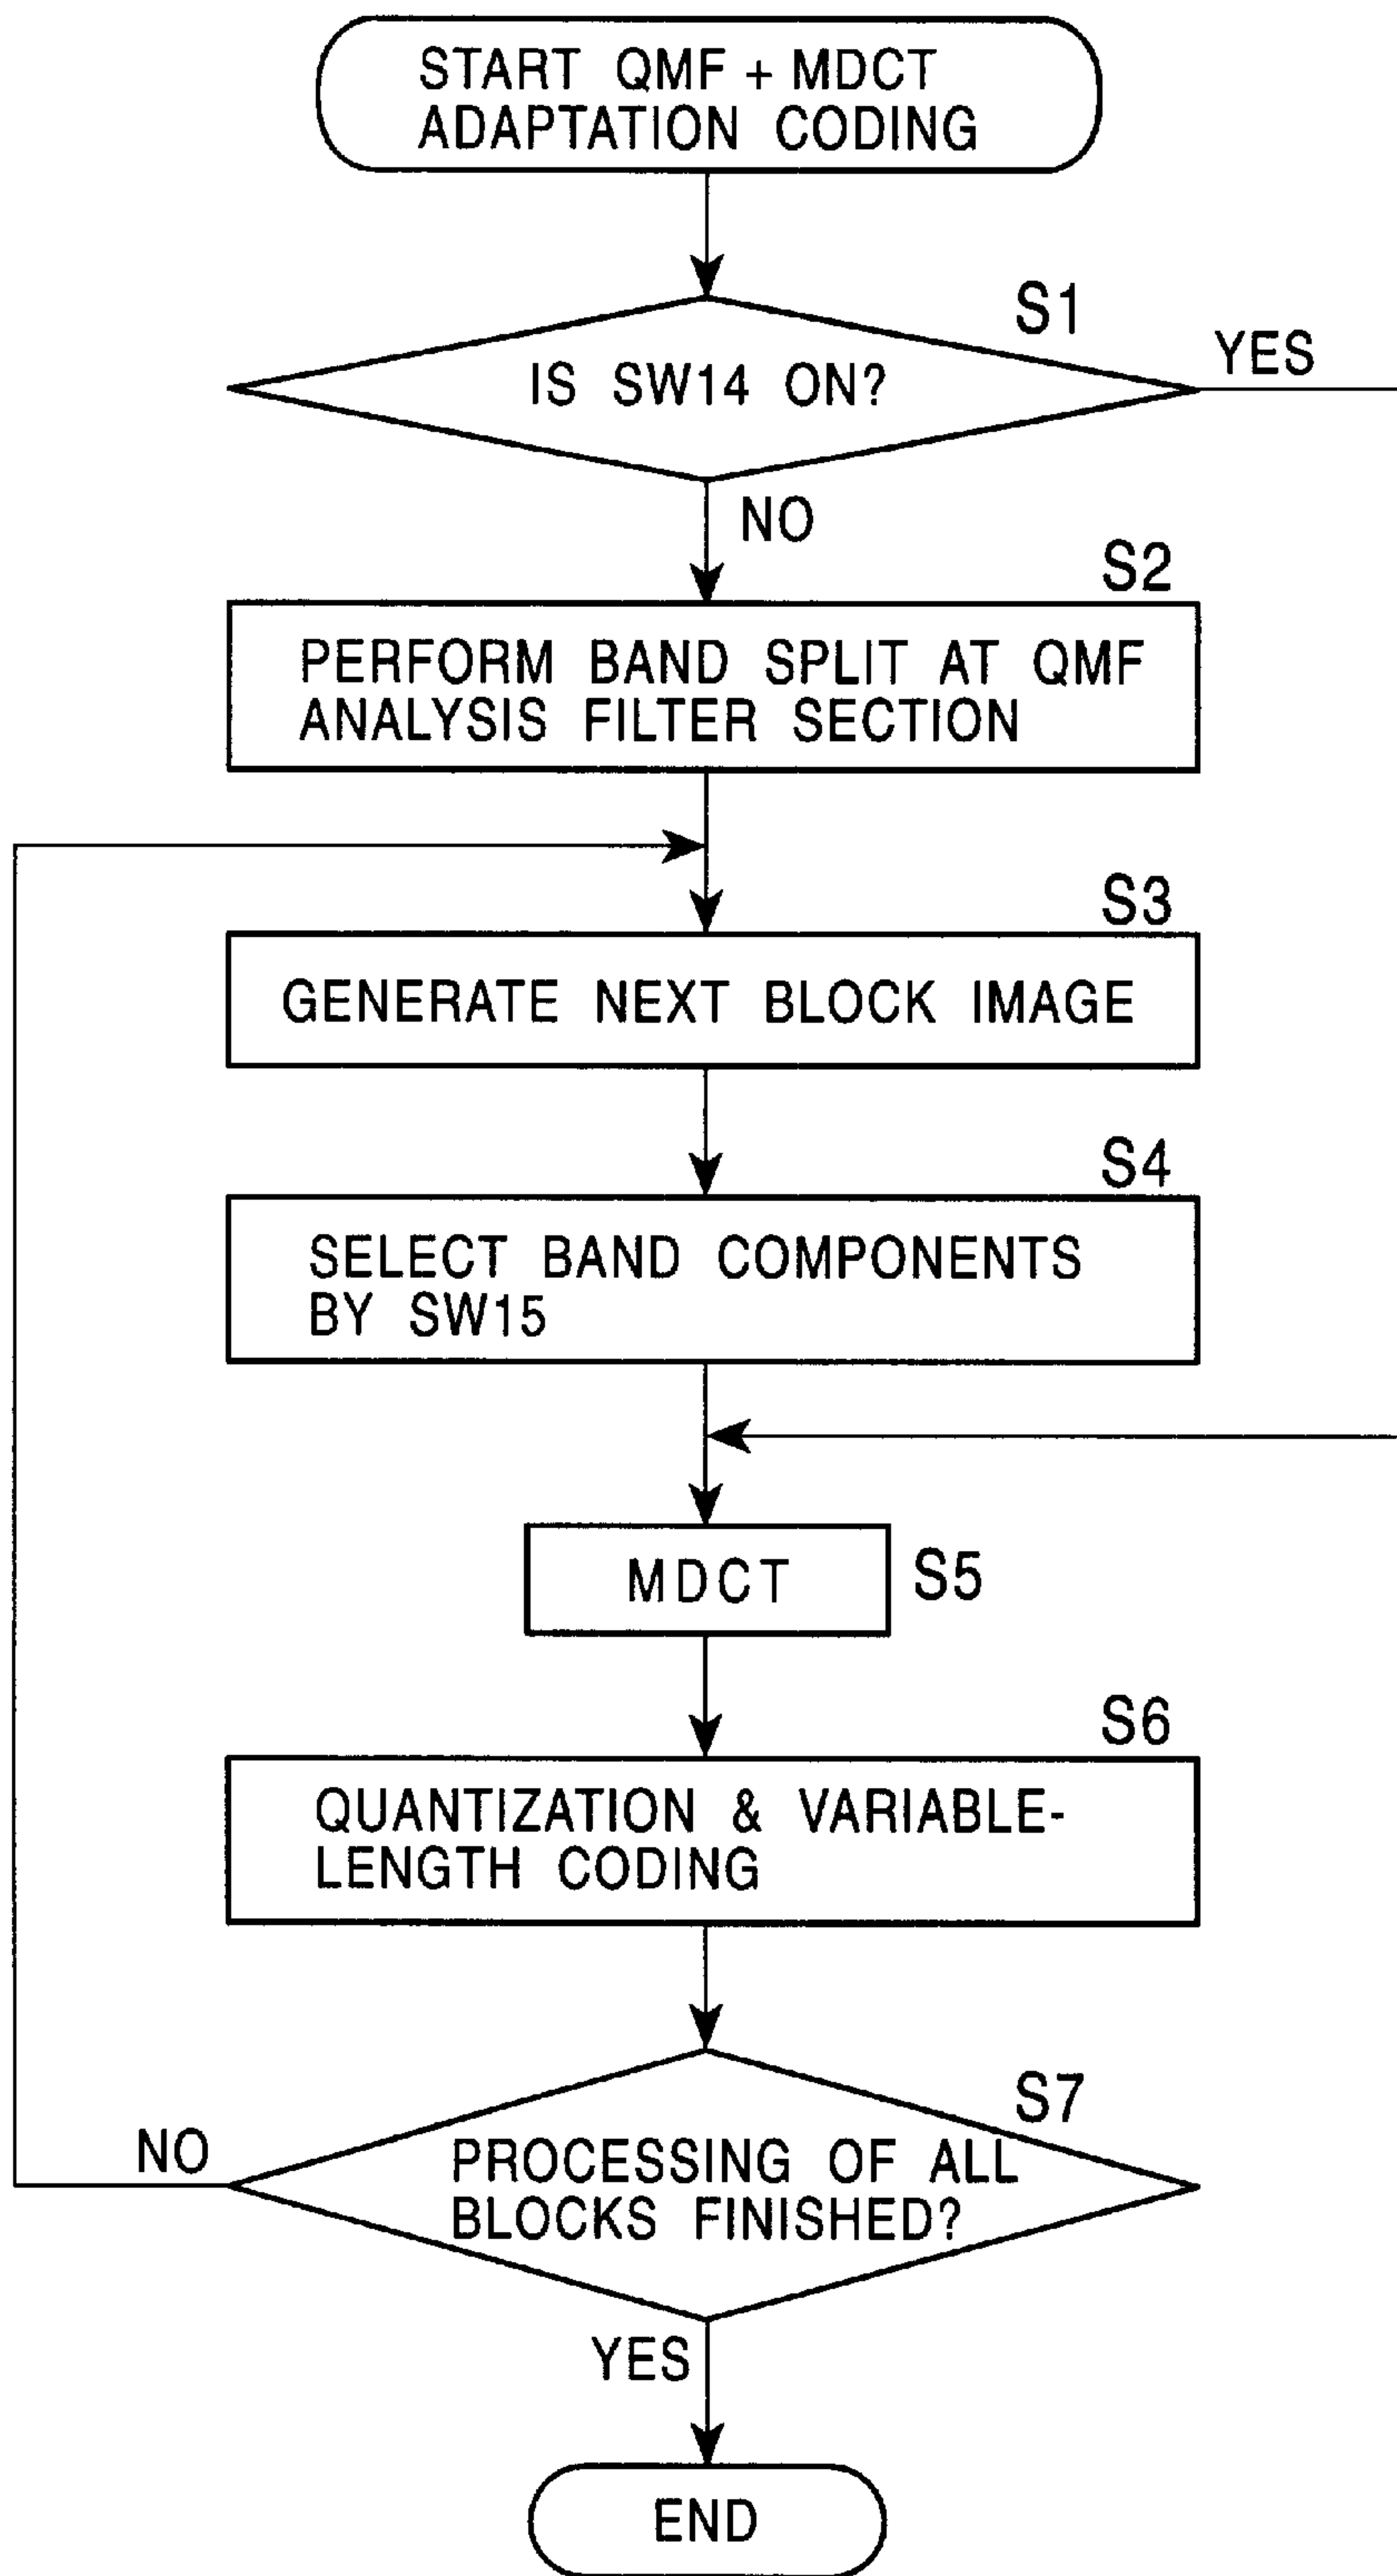 START QMF + MDCT
ADAPTATION CODING
S1
IS SW14 ON?
YES
NO
S2
PERFORM BAND SPLIT AT QMF
ANALYSIS FILTER SECTION
S3
GENERATE NEXT BLOCK IMAGE
S4
SELECT BAND COMPONENTS
BY SW15
MDCT
S5
S6
QUANTIZATION & VARIABLE-
LENGTH CODING
S7
NO
PROCESSING OF ALL
BLOCKS FINISHED?
YES
END